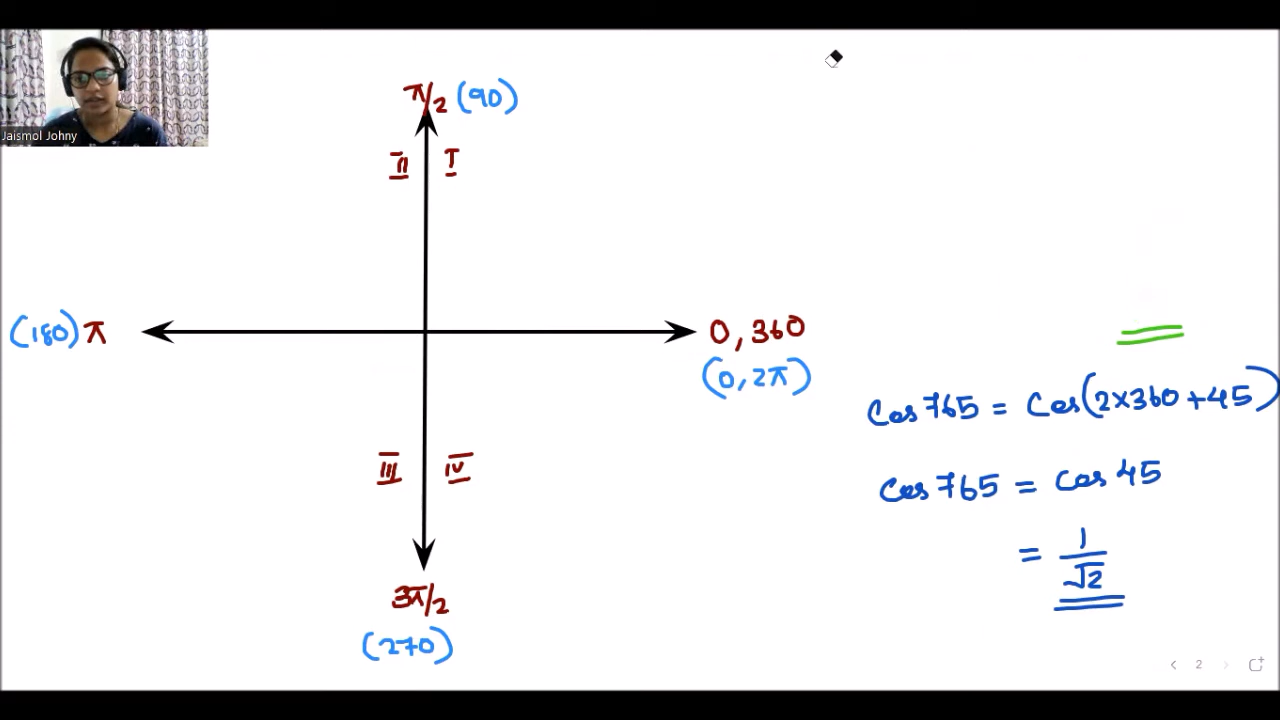 Jaismol Johny
π/2 (90)
II I
(180) π
0, 360
(0, 2π)
Cos 765 = Cos(2×360+45)
III IV
Cos 765 = Cos 45
= 1/√2
3π/2
(270)
2